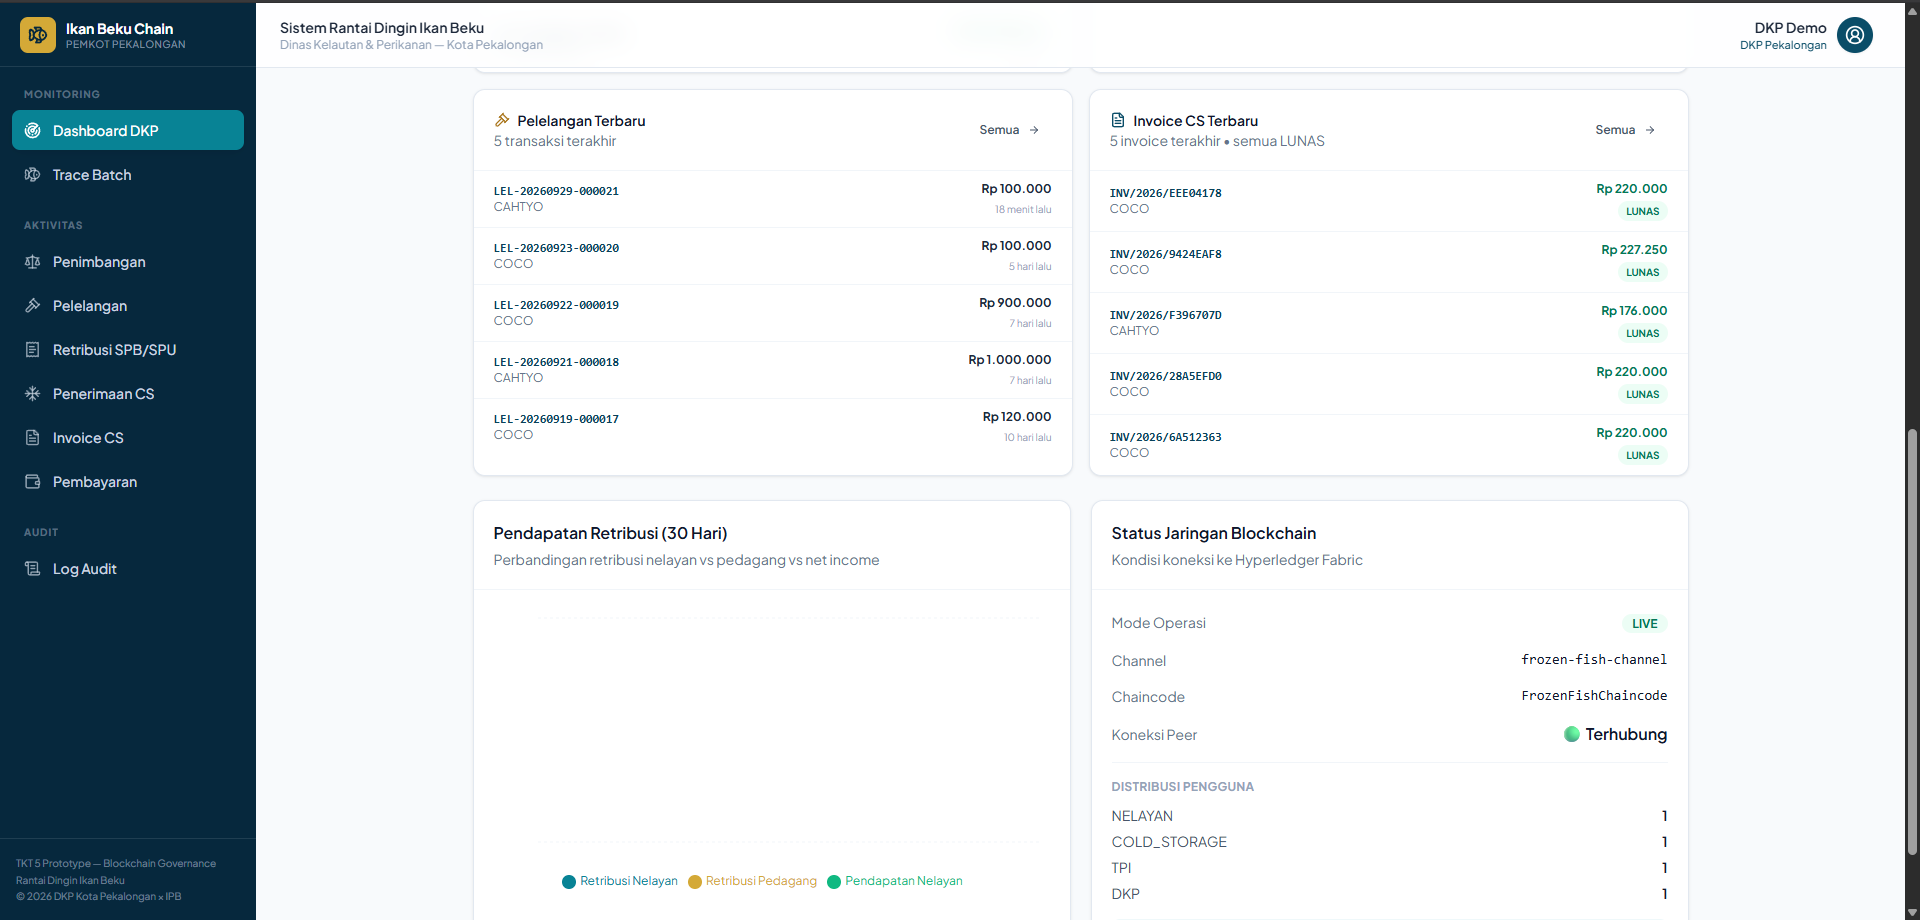 Ikan Beku Chain
PEMKOT PEKALONGAN
MONITORING
Dashboard DKP
Trace Batch
AKTIVITAS
Penimbangan
Pelelangan
Retribusi SPB/SPU
Penerimaan CS
Invoice CS
Pembayaran
AUDIT
Log Audit
TKT 5 Prototype — Blockchain Governance
Rantai Dingin Ikan Beku
© 2026 DKP Kota Pekalongan × IPB
Sistem Rantai Dingin Ikan Beku
Dinas Kelautan & Perikanan — Kota Pekalongan
DKP Demo
DKP Pekalongan
Pelelangan Terbaru
5 transaksi terakhir
Semua →
LEL-20260929-000021
Rp 100.000
CAHTYO
18 menit lalu
LEL-20260923-000020
Rp 100.000
COCO
5 hari lalu
LEL-20260922-000019
Rp 900.000
COCO
7 hari lalu
LEL-20260921-000018
Rp 1.000.000
CAHTYO
7 hari lalu
LEL-20260919-000017
Rp 120.000
COCO
10 hari lalu
Invoice CS Terbaru
5 invoice terakhir • semua LUNAS
Semua →
INV/2026/EEE04178
Rp 220.000
COCO
LUNAS
INV/2026/9424EAF8
Rp 227.250
COCO
LUNAS
INV/2026/F396707D
Rp 176.000
CAHTYO
LUNAS
INV/2026/28A5EFD0
Rp 220.000
COCO
LUNAS
INV/2026/6A512363
Rp 220.000
COCO
LUNAS
Pendapatan Retribusi (30 Hari)
Perbandingan retribusi nelayan vs pedagang vs net income
Retribusi Nelayan
Retribusi Pedagang
Pendapatan Nelayan
Status Jaringan Blockchain
Kondisi koneksi ke Hyperledger Fabric
Mode Operasi
LIVE
Channel
frozen-fish-channel
Chaincode
FrozenFishChaincode
Koneksi Peer
Terhubung
DISTRIBUSI PENGGUNA
NELAYAN
1
COLD_STORAGE
1
TPI
1
DKP
1